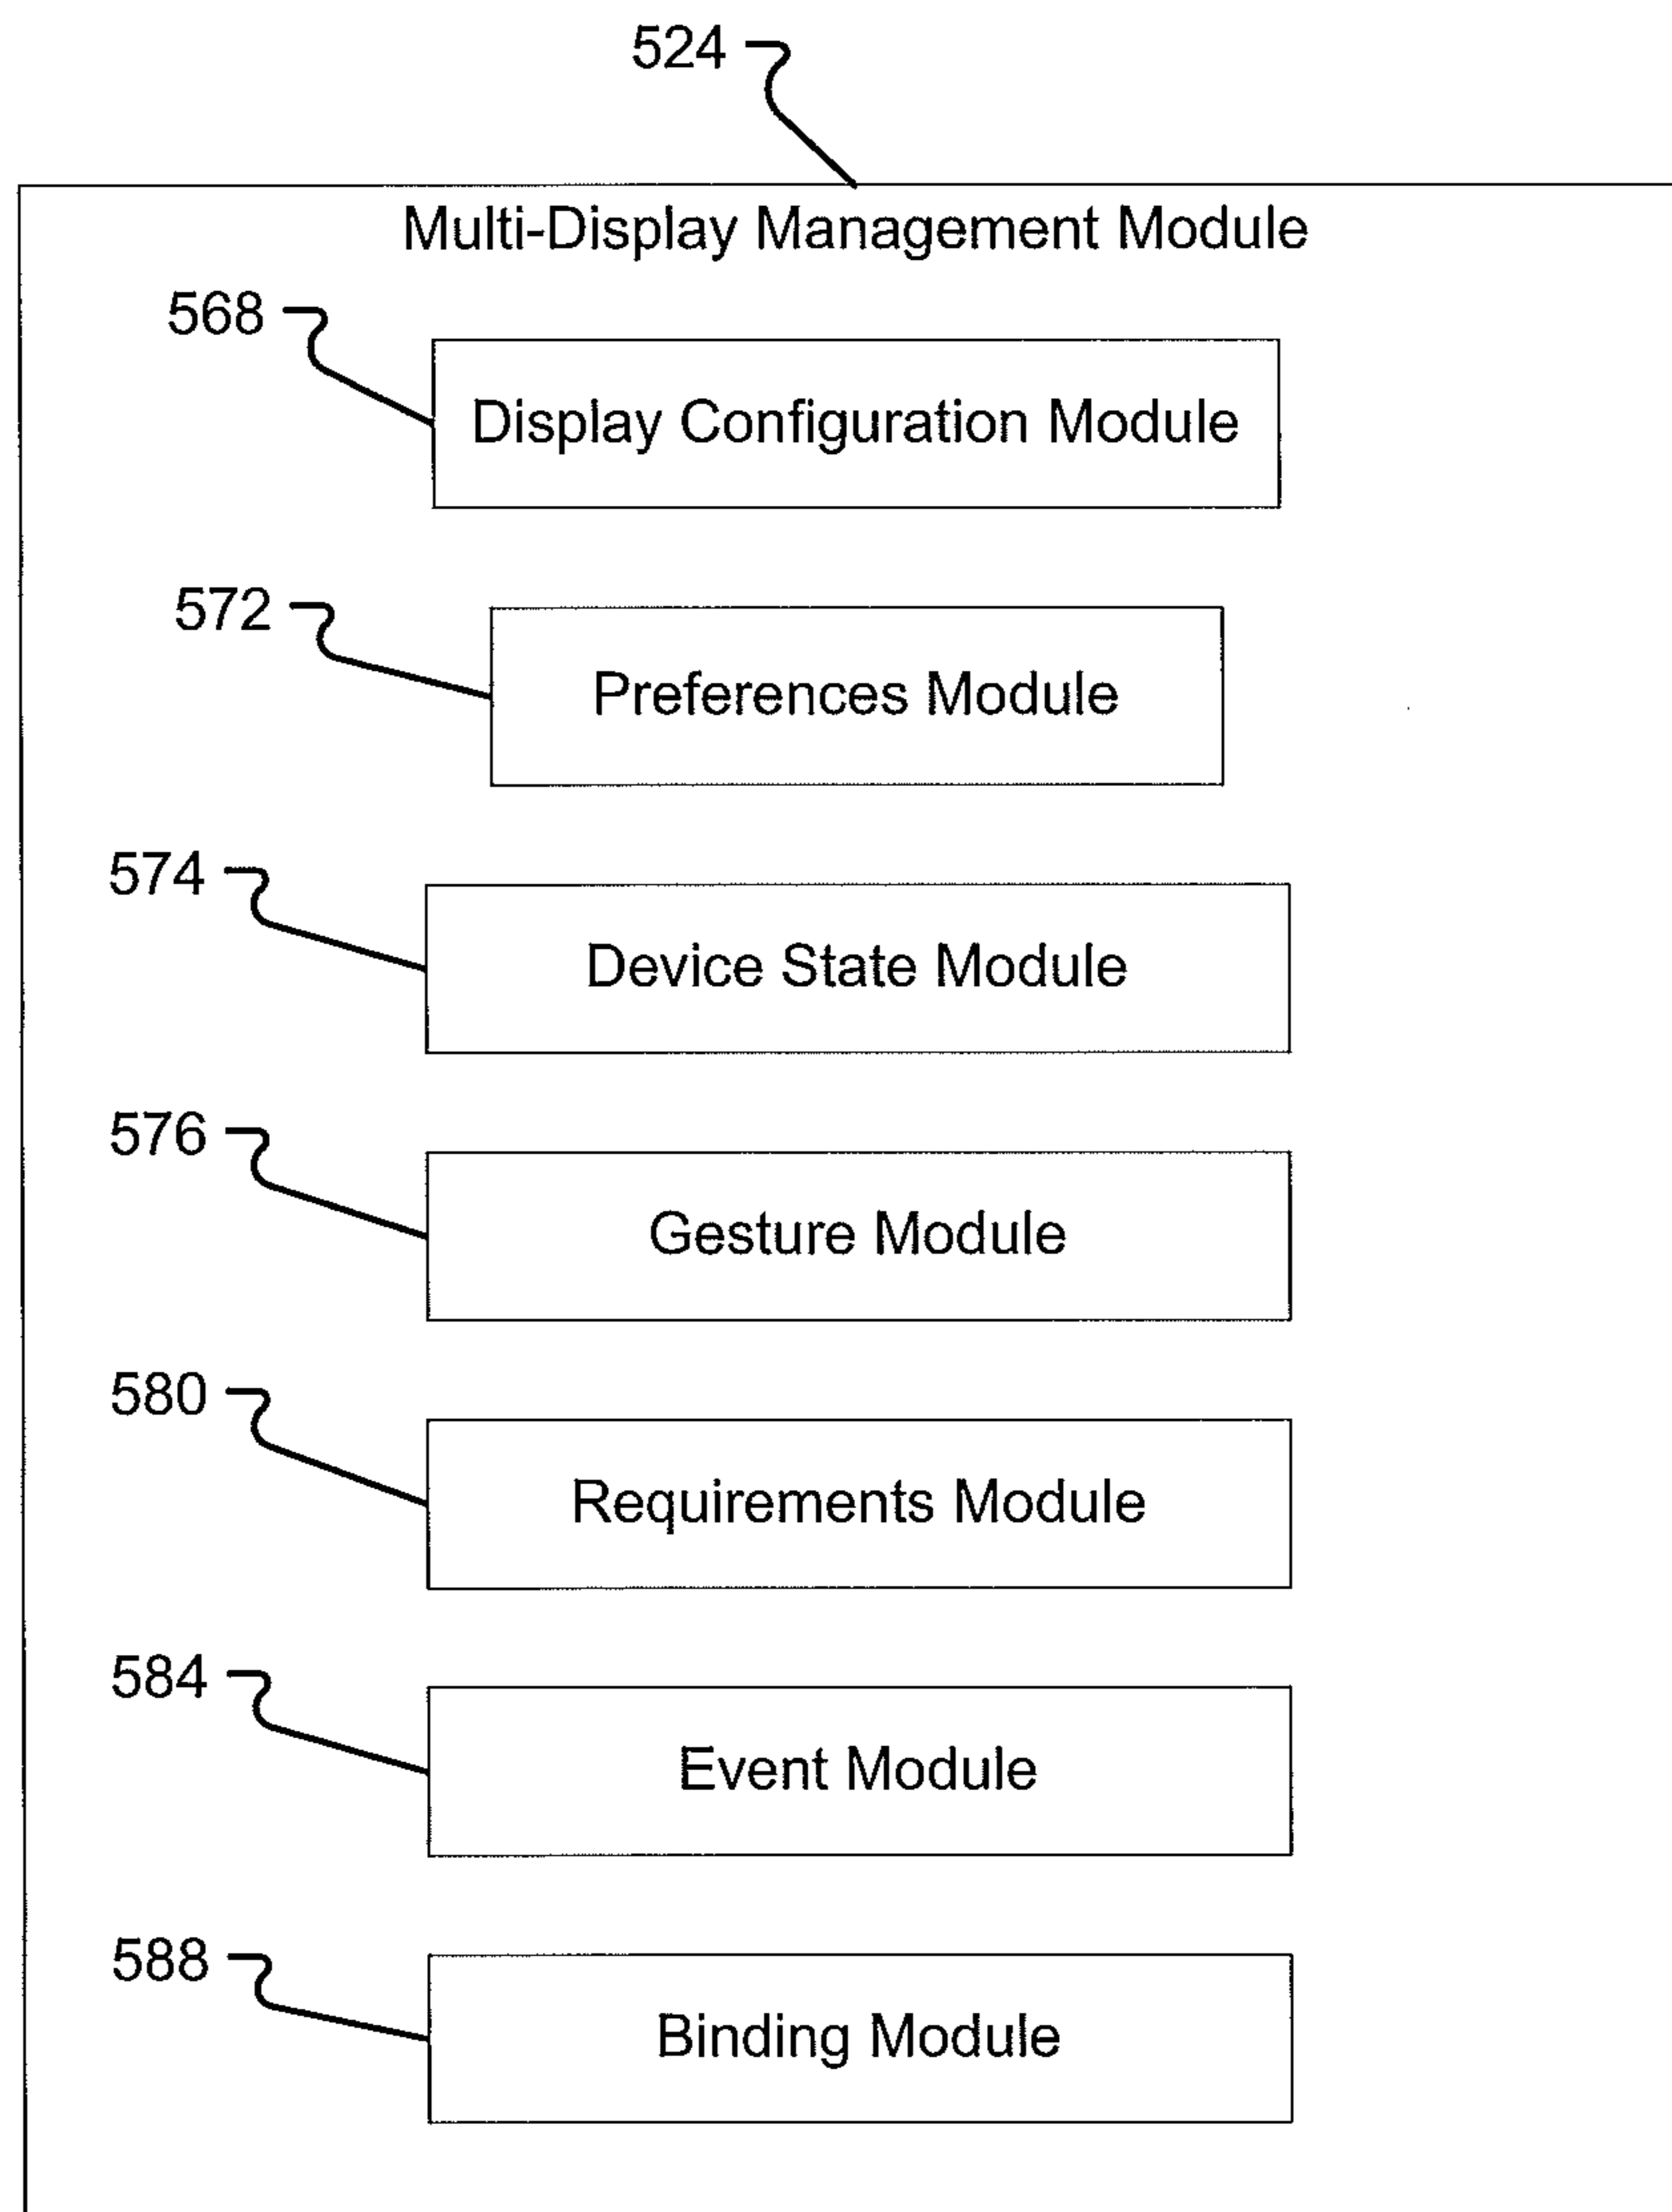 524
Multi-Display Management Module
568
Display Configuration Module
572
Preferences Module
574
Device State Module
576
Gesture Module
580
Requirements Module
584
Event Module
588
Binding Module